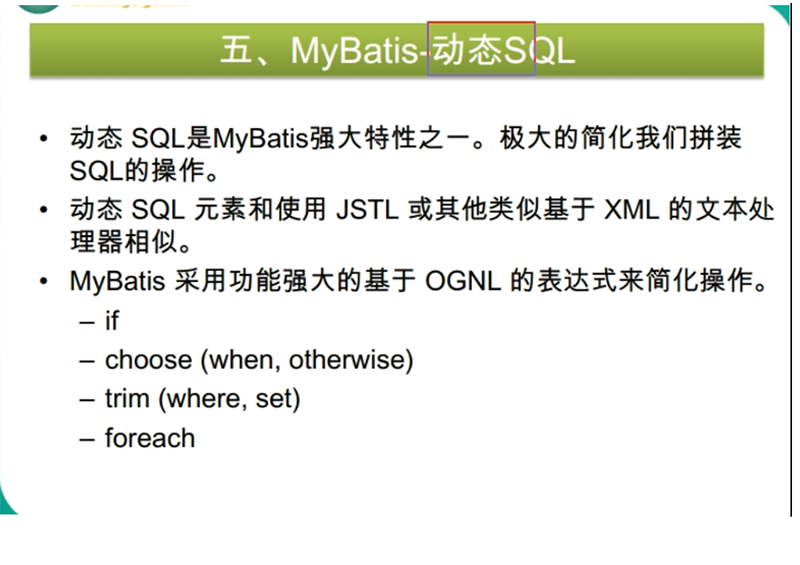 五、MyBatis-动态SQL
• 动态 SQL是MyBatis强大特性之一。极大的简化我们拼装
SQL的操作。
• 动态 SQL 元素和使用 JSTL 或其他类似基于 XML 的文本处
理器相似。
• MyBatis 采用功能强大的基于 OGNL 的表达式来简化操作。
– if
– choose (when, otherwise)
– trim (where, set)
– foreach